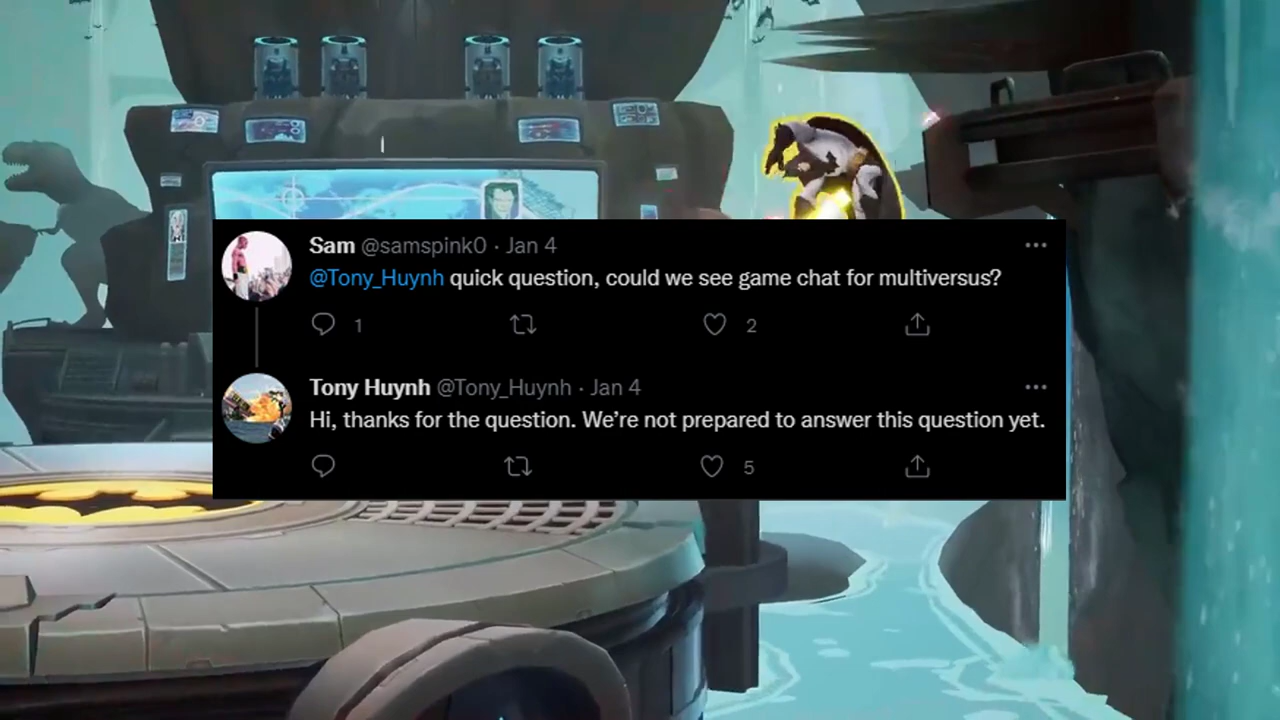 Sam @samspink0 · Jan 4
@Tony_Huynh quick question, could we see game chat for multiversus?
1 2
Tony Huynh @Tony_Huynh · Jan 4
Hi, thanks for the question. We’re not prepared to answer this question yet.
5